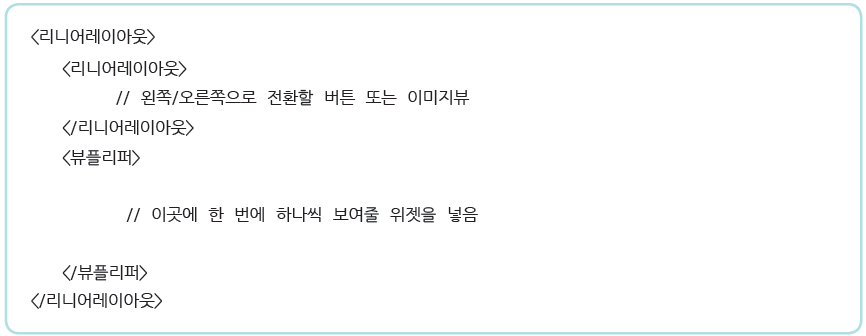 <리니어레이아웃>
<리니어레이아웃>
// 왼쪽/오른쪽으로 전환할 버튼 또는 이미지뷰
</리니어레이아웃>
<뷰플리퍼>
// 이곳에 한 번에 하나씩 보여줄 위젯을 넣음
</뷰플리퍼>
</리니어레이아웃>